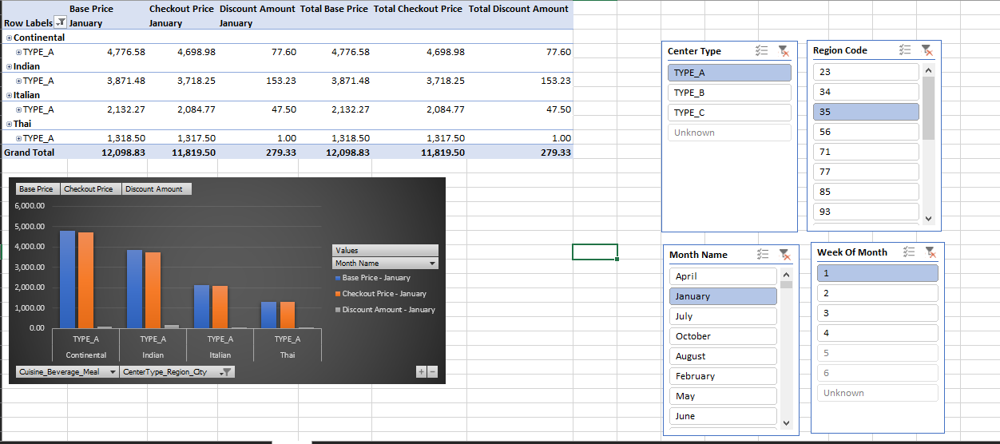 Base Price Checkout Price Discount Amount Total Base Price Total Checkout Price Total Discount Amount
Row Labels January January January
Continental
TYPE_A 4,776.58 4,698.98 77.60 4,776.58 4,698.98 77.60
Indian
TYPE_A 3,871.48 3,718.25 153.23 3,871.48 3,718.25 153.23
Italian
TYPE_A 2,132.27 2,084.77 47.50 2,132.27 2,084.77 47.50
Thai
TYPE_A 1,318.50 1,317.50 1.00 1,318.50 1,317.50 1.00
Grand Total 12,098.83 11,819.50 279.33 12,098.83 11,819.50 279.33
Base Price Checkout Price Discount Amount
6,000.00
5,000.00
4,000.00
3,000.00
2,000.00
1,000.00
0.00
TYPE_A TYPE_A TYPE_A TYPE_A
Continental Indian Italian Thai
Values
Month Name
Base Price - January
Checkout Price - January
Discount Amount - January
Cuisine_Beverage_Meal CenterType_Region_City
Center Type
TYPE_A
TYPE_B
TYPE_C
Unknown
Region Code
23
34
35
56
71
77
85
93
Month Name
April
January
July
October
August
February
May
June
Week Of Month
1
2
3
4
5
6
Unknown